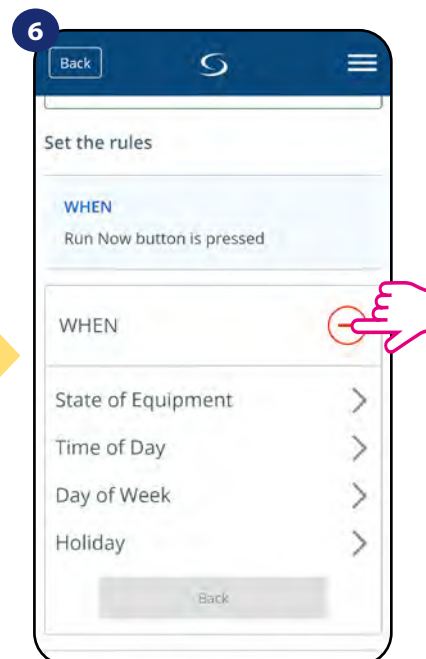 6
Back
Set the rules
WHEN
Run Now button is pressed
WHEN
State of Equipment
Time of Day
Day of Week
Holiday
Back